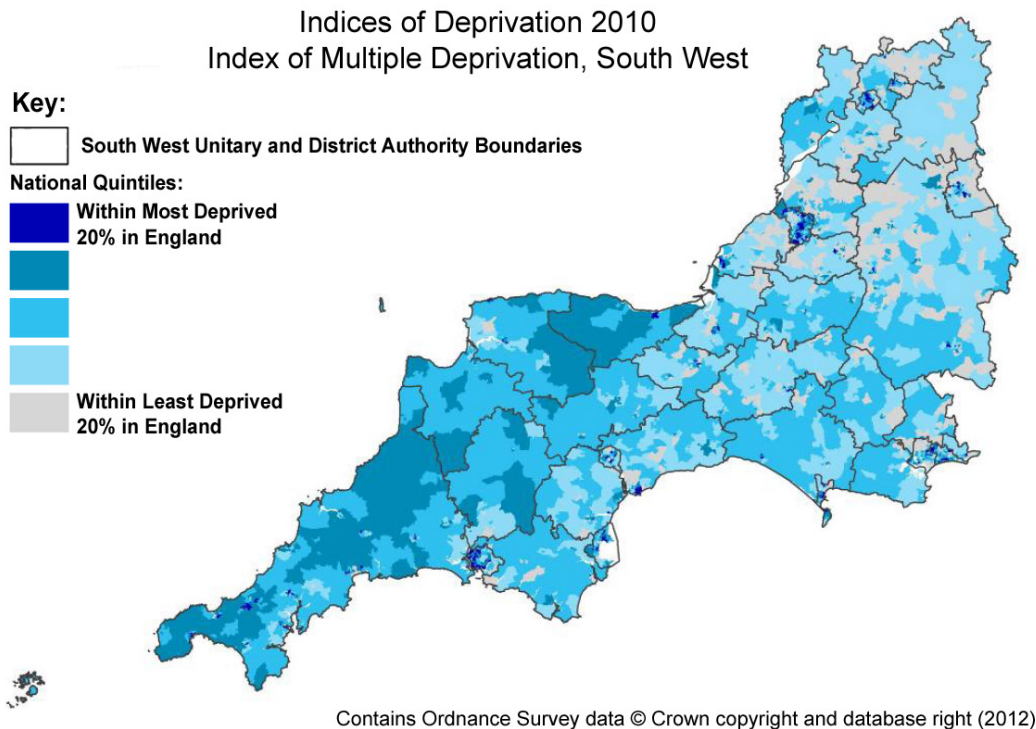 Indices of Deprivation 2010
Index of Multiple Deprivation, South West
Key:
South West Unitary and District Authority Boundaries
National Quintiles:
Within Most Deprived
20% in England
Within Least Deprived
20% in England
Contains Ordnance Survey data © Crown copyright and database right (2012)